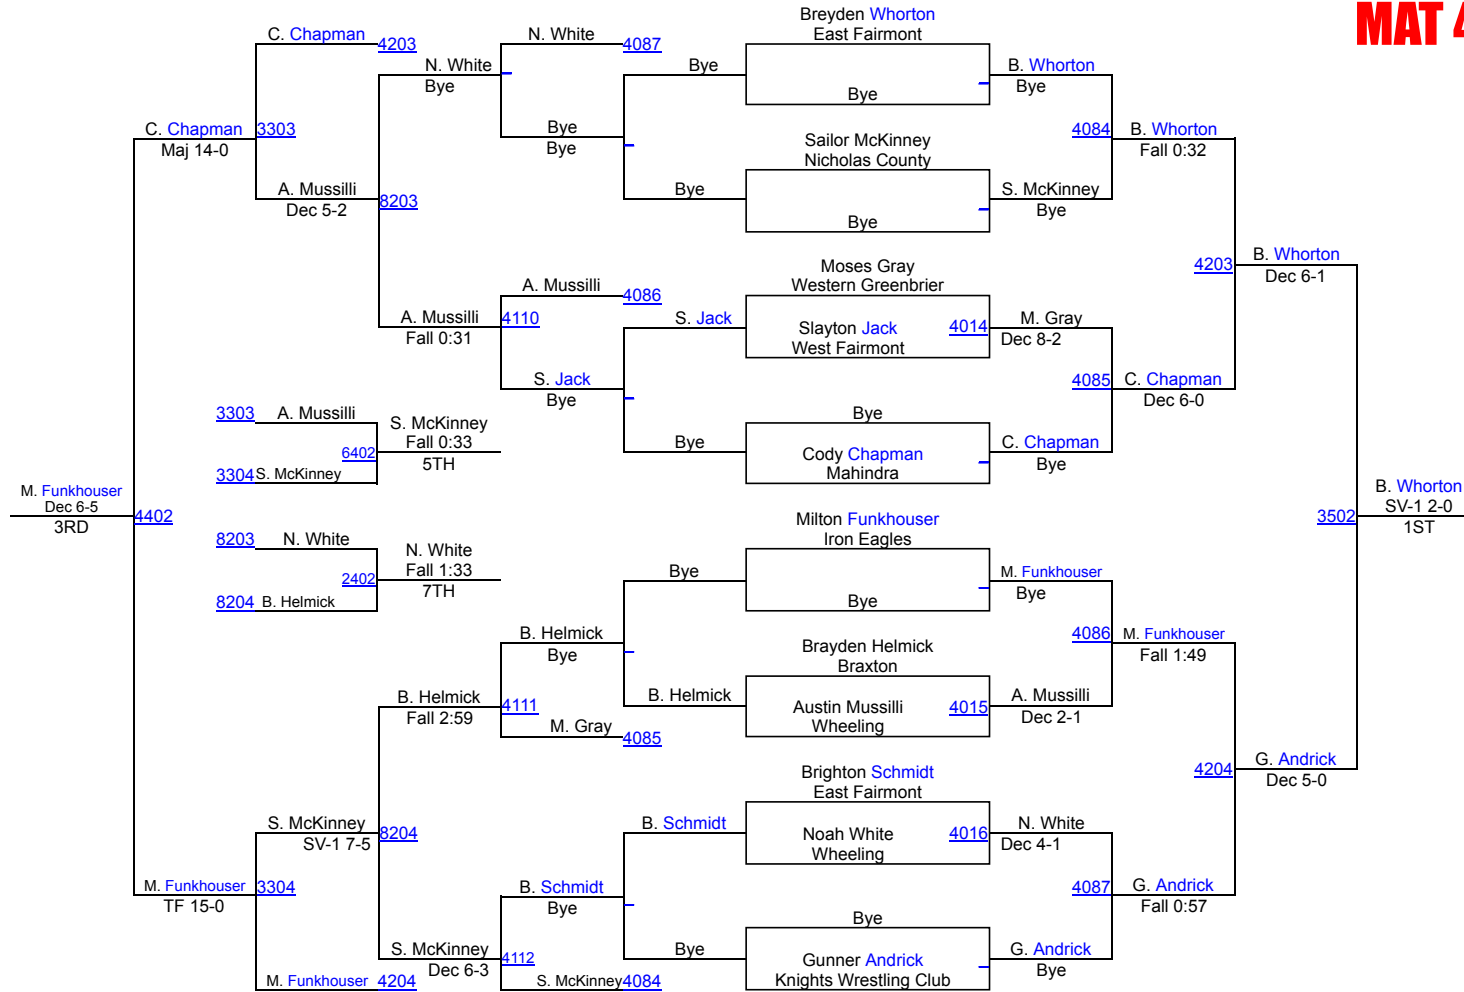 MAT 4
Breyden Whorton
East Fairmont
C. Chapman 4203
N. White 4087
N. White
Bye
Bye
Bye
B. Whorton
Bye
C. Chapman 3303
Maj 14-0
Bye
Bye
4084 B. Whorton
Fall 0:32
Sailor McKinney
Nicholas County
A. Mussilli
Dec 5-2
8203
Bye
Bye
S. McKinney
Bye
4203 B. Whorton
Dec 6-1
Moses Gray
Western Greenbrier
A. Mussilli 4086
A. Mussilli 4110
Fall 0:31
S. Jack
Slayton Jack 4014
West Fairmont
M. Gray
Dec 8-2
S. Jack
Bye
4085 C. Chapman
Dec 6-0
3303 A. Mussilli
S. McKinney
Fall 0:33
5TH
6402
3304 S. McKinney
Bye
Bye
Cody Chapman
Mahindra
C. Chapman
Bye
M. Funkhouser
Dec 6-5
3RD
4402
3502
B. Whorton
SV-1 2-0
1ST
Milton Funkhouser
Iron Eagles
8203 N. White
N. White
Fall 1:33
7TH
2402
8204 B. Helmick
Bye
Bye
M. Funkhouser
Bye
B. Helmick
Bye
4086 M. Funkhouser
Fall 1:49
Brayden Helmick
Braxton
B. Helmick 4111
Fall 2:59
B. Helmick
Austin Mussilli 4015
Wheeling
A. Mussilli
Dec 2-1
M. Gray 4085
4204 G. Andrick
Dec 5-0
Brighton Schmidt
East Fairmont
S. McKinney 8204
SV-1 7-5
B. Schmidt
Noah White 4016
Wheeling
N. White
Dec 4-1
M. Funkhouser 3304
TF 15-0
B. Schmidt
Bye
4087 G. Andrick
Fall 0:57
Bye
S. McKinney 4112
Dec 6-3
Bye
Gunner Andrick
Knights Wrestling Club
G. Andrick
Bye
M. Funkhouser 4204
S. McKinney 4084